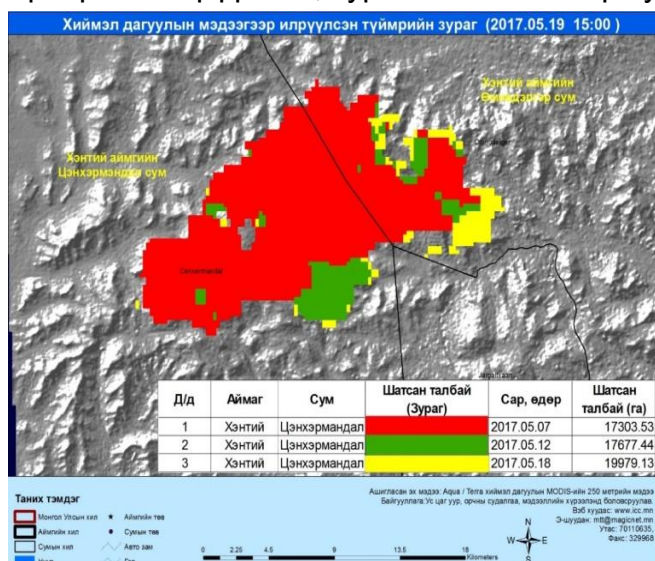 Хиймэл дагуулын мэдээгээр илрүүлсэн түймрийн зураг (2017.05.19 15:00 )
Хэнтий аймгийн
Өмнөдэлгэр сум
Хэнтий аймгийн
Цэнхэрмандал сум
Cenxermandal
Д/д Аймаг Сум Шатсан талбай (Зураг) Сар, өдөр Шатсан талбай (га)
1 Хэнтий Цэнхэрмандал 2017.05.07 17303.53
2 Хэнтий Цэнхэрмандал 2017.05.12 17677.44
3 Хэнтий Цэнхэрмандал 2017.05.18 19979.13
Таних тэмдэг
Монгол Улсын хил Аймгийн төв
Аймгийн хил Сумын төв
Сумын хил Авто зам
0 2.25 4.5 9 13.5 18
Kilometers
N
W E
S
Ашигласан эх мэдээ: Aqua / Terra хиймэл дагуулын MODIS-ийн 250 метрийн мэдээ
Байгууллага: Ус цаг уур, орчны судалгаа, мэдээллийн хүрээлэнд боловсруулав.
Вэб хуудас: www.icc.mn
Э-шуудан: mtt@magicnet.mn
Утас: 70110635,
Факс: 329968